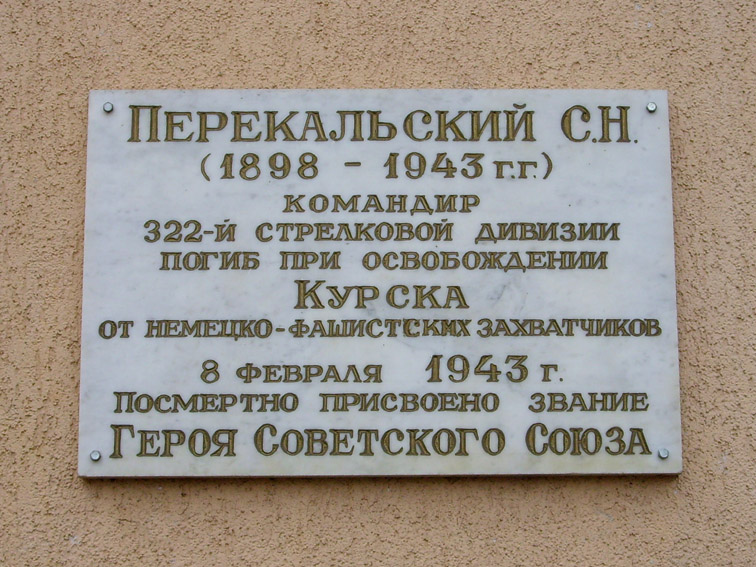 Перекальский С.Н.
(1898 - 1943 г.г.)
командир
322-й стрелковой дивизии
погиб при освобождении
Курска
от немецко-фашистских захватчиков
8 февраля 1943 г.
Посмертно присвоено звание
Героя Советского Союза